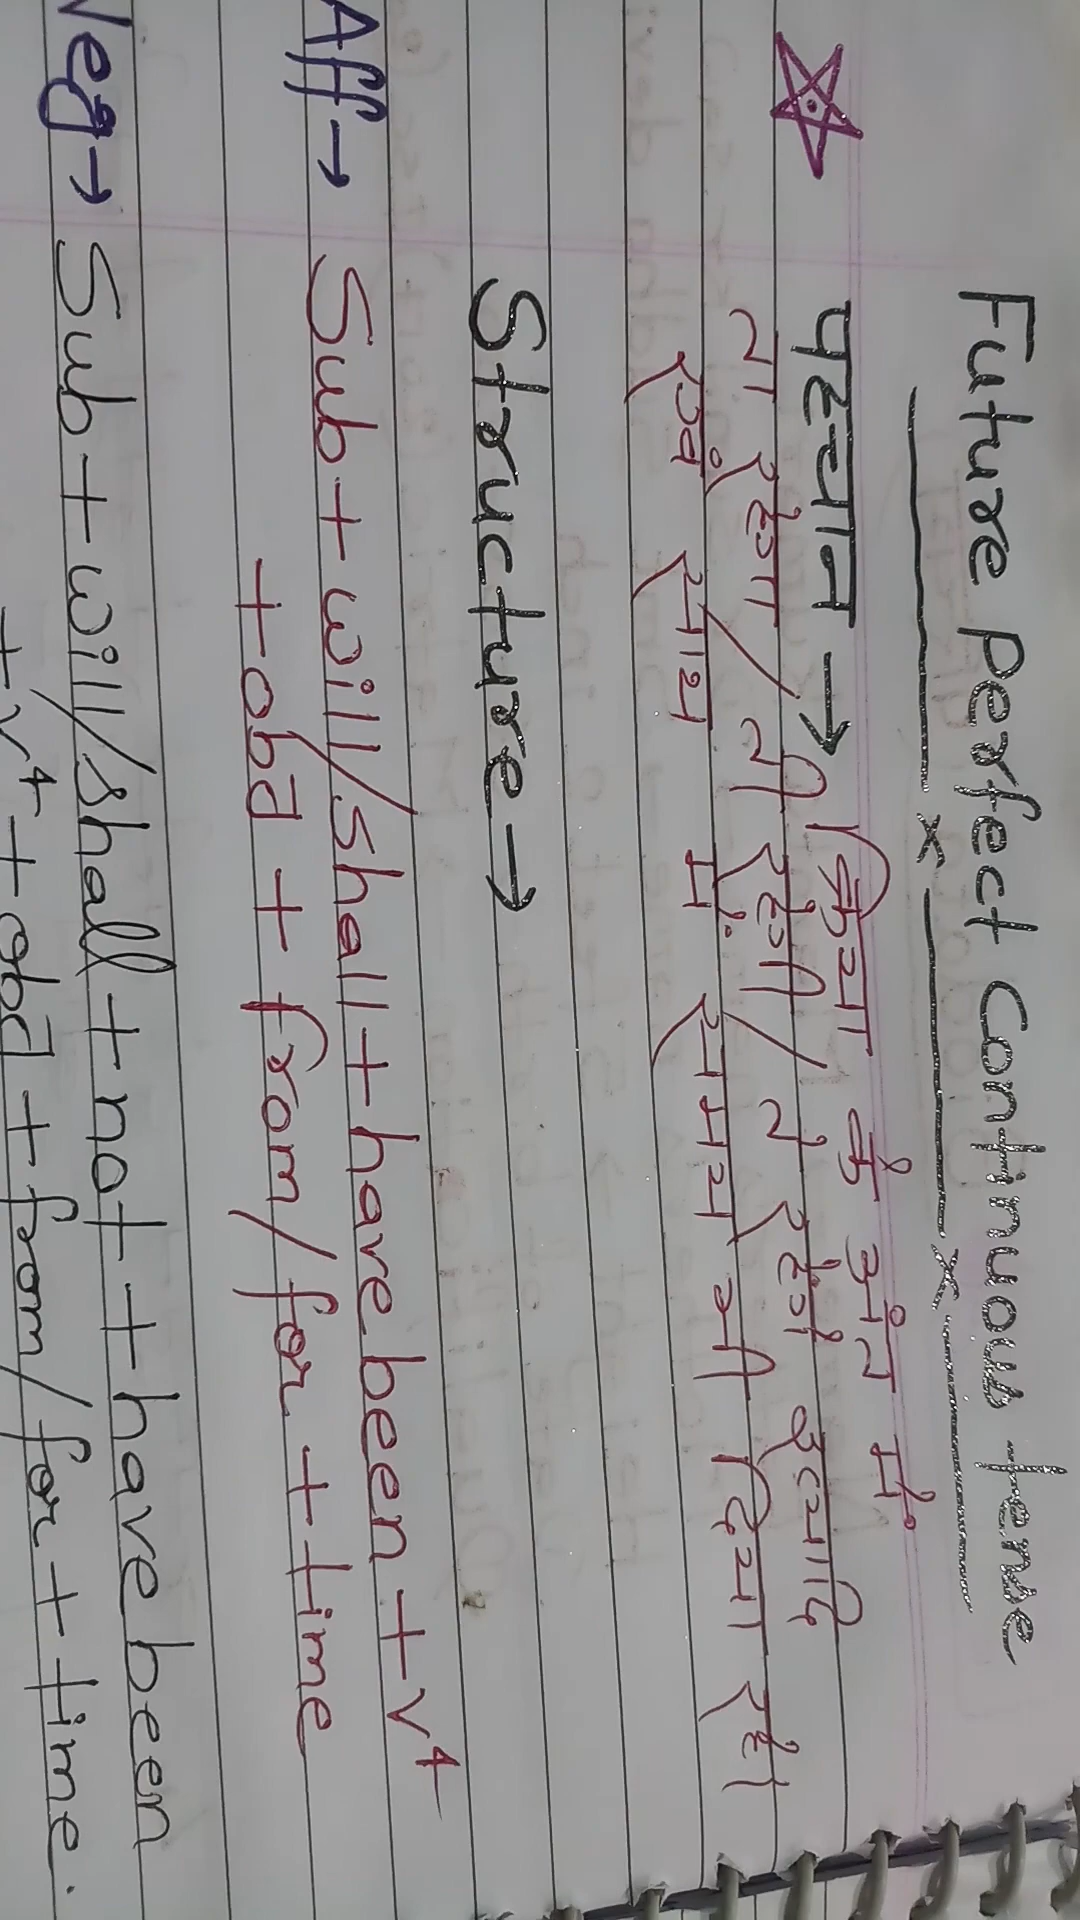 Future perfect Continuous tense
पहचान → क्रिया के अंत में
ता रहेगा / ती रहेगी / ते रहेंगे इत्यादि
एवं साथ में समय भी दिया रहे।
Structure →
Aff → Sub + will/shall + have been + v⁴
+ obJ + from/for + time
Neg → Sub + will/shall + not + have been
+ v⁴ + obJ + from/for + time.